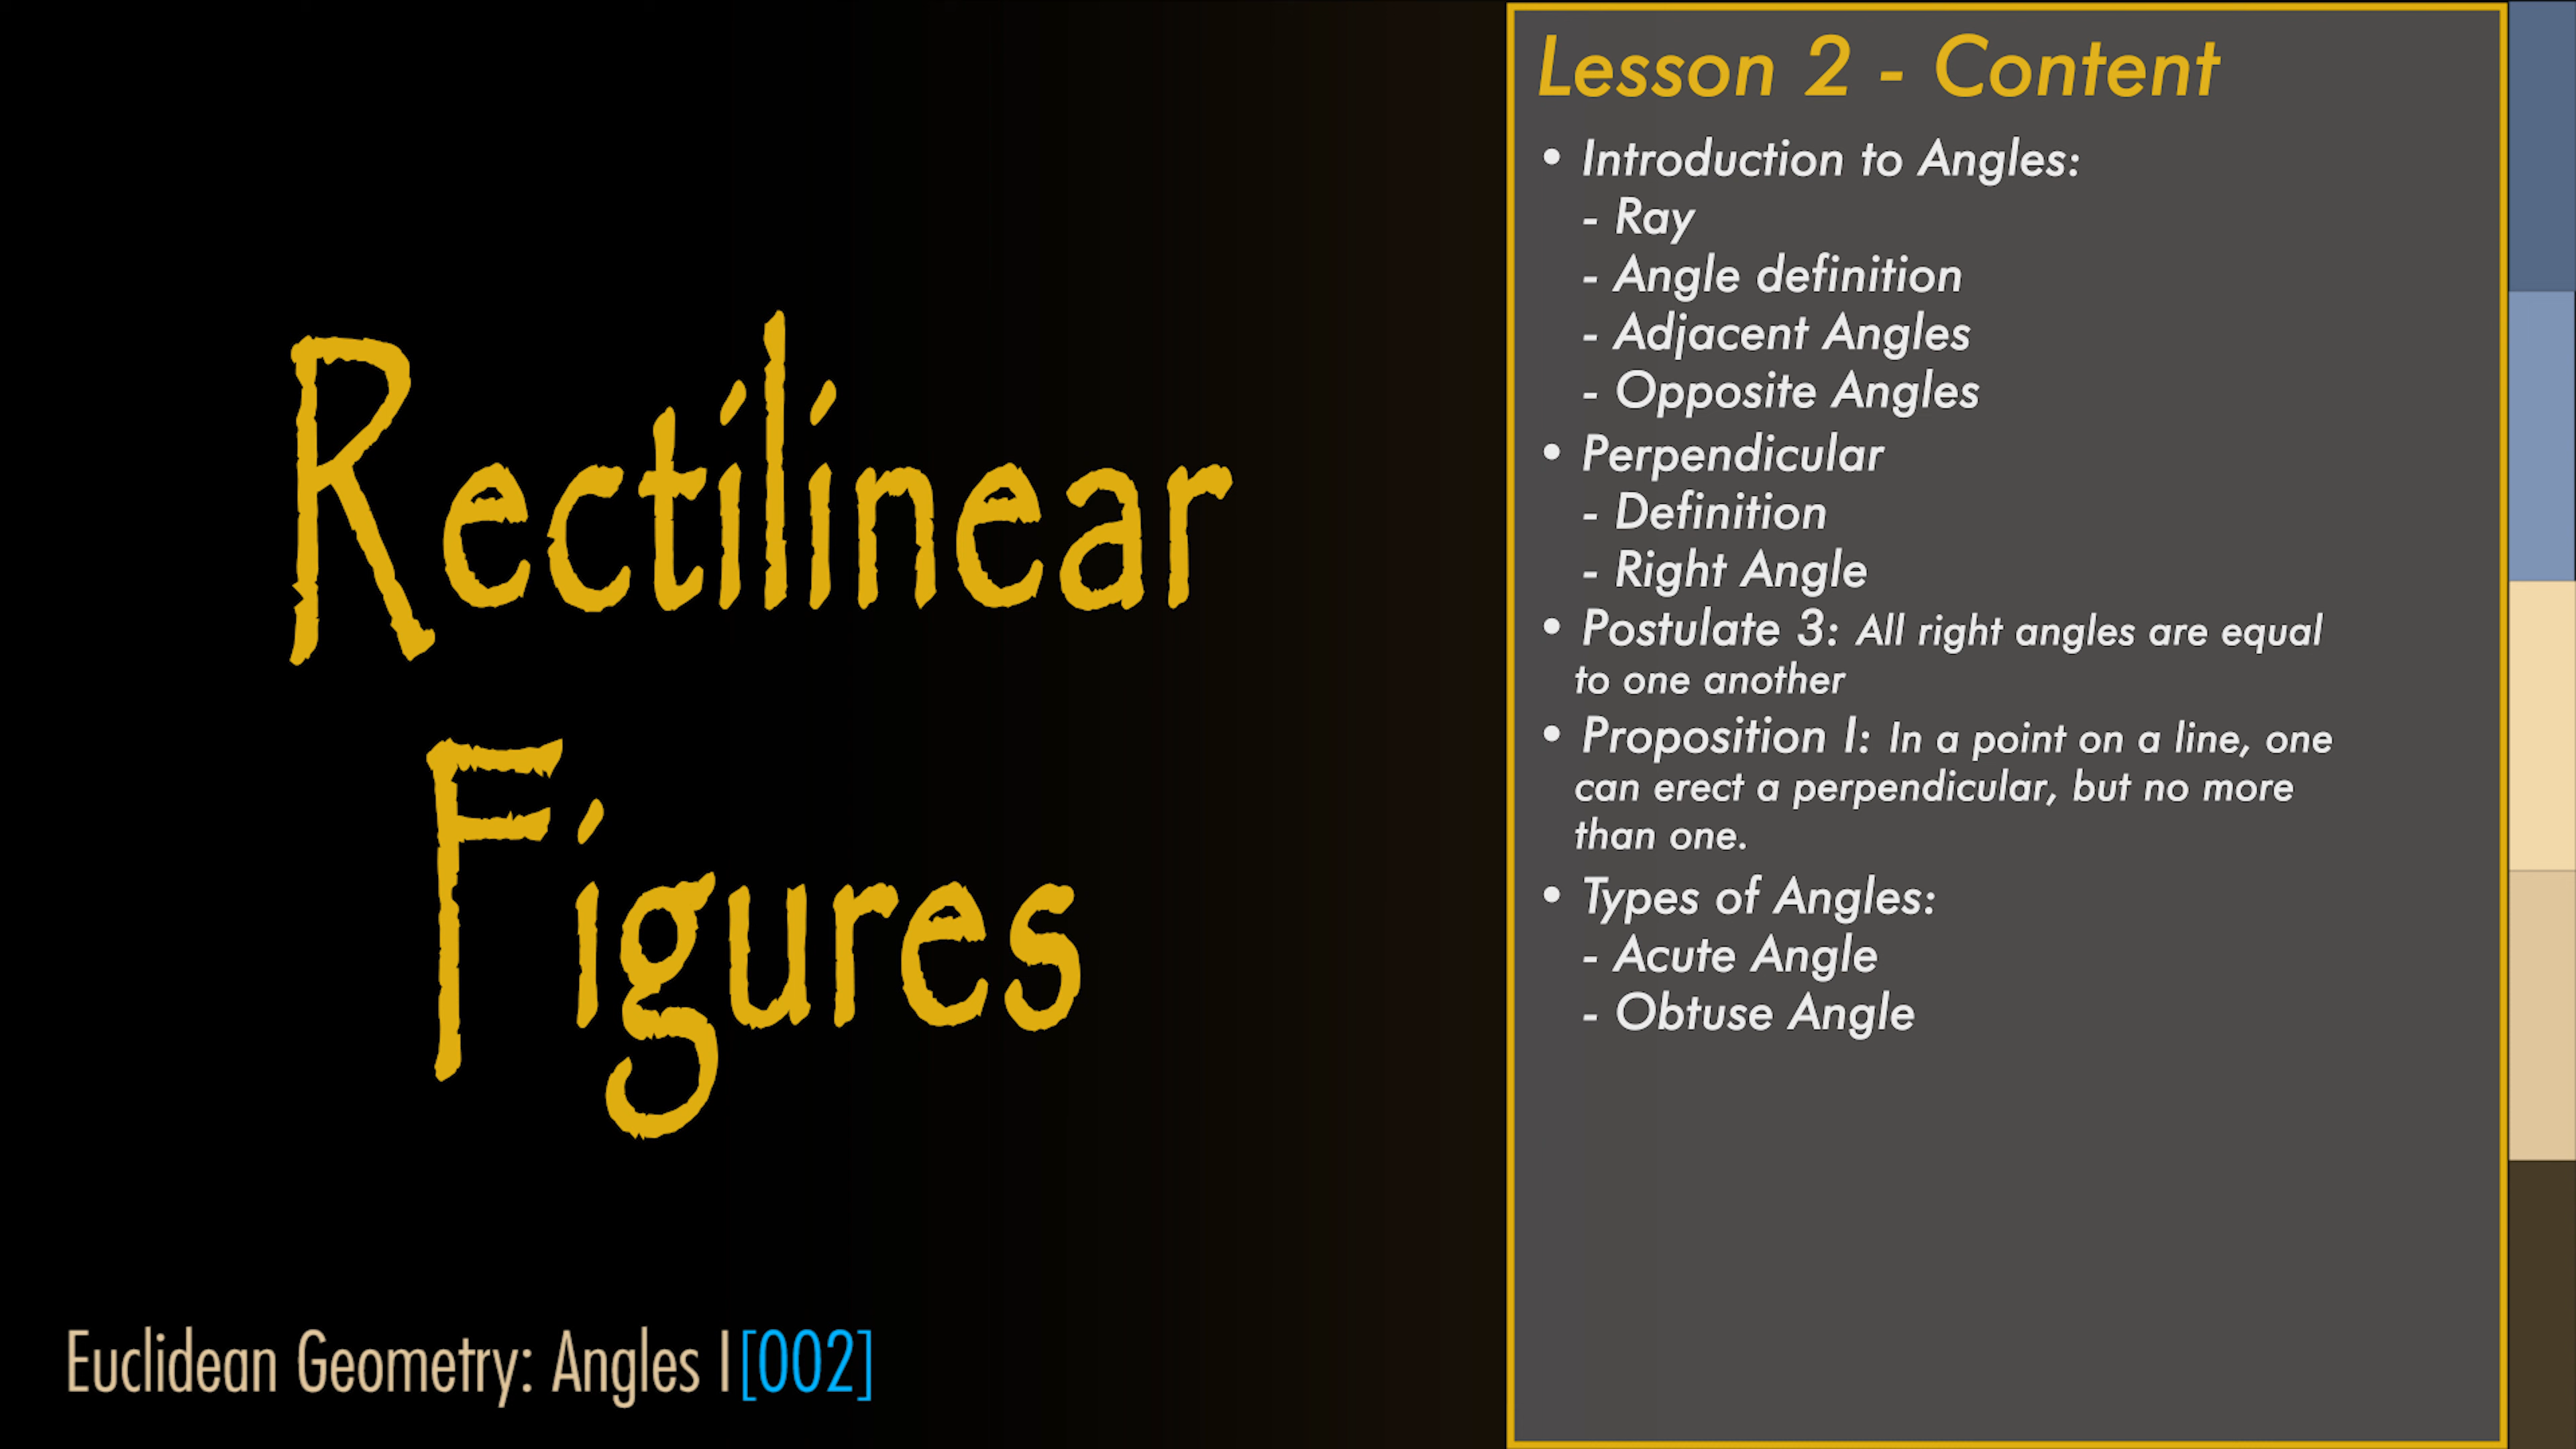 Rectilinear
Figures
Euclidean Geometry: Angles I [002]
Lesson 2 - Content
• Introduction to Angles:
- Ray
- Angle definition
- Adjacent Angles
- Opposite Angles
• Perpendicular
- Definition
- Right Angle
• Postulate 3: All right angles are equal
to one another
• Proposition I: In a point on a line, one
can erect a perpendicular, but no more
than one.
• Types of Angles:
- Acute Angle
- Obtuse Angle